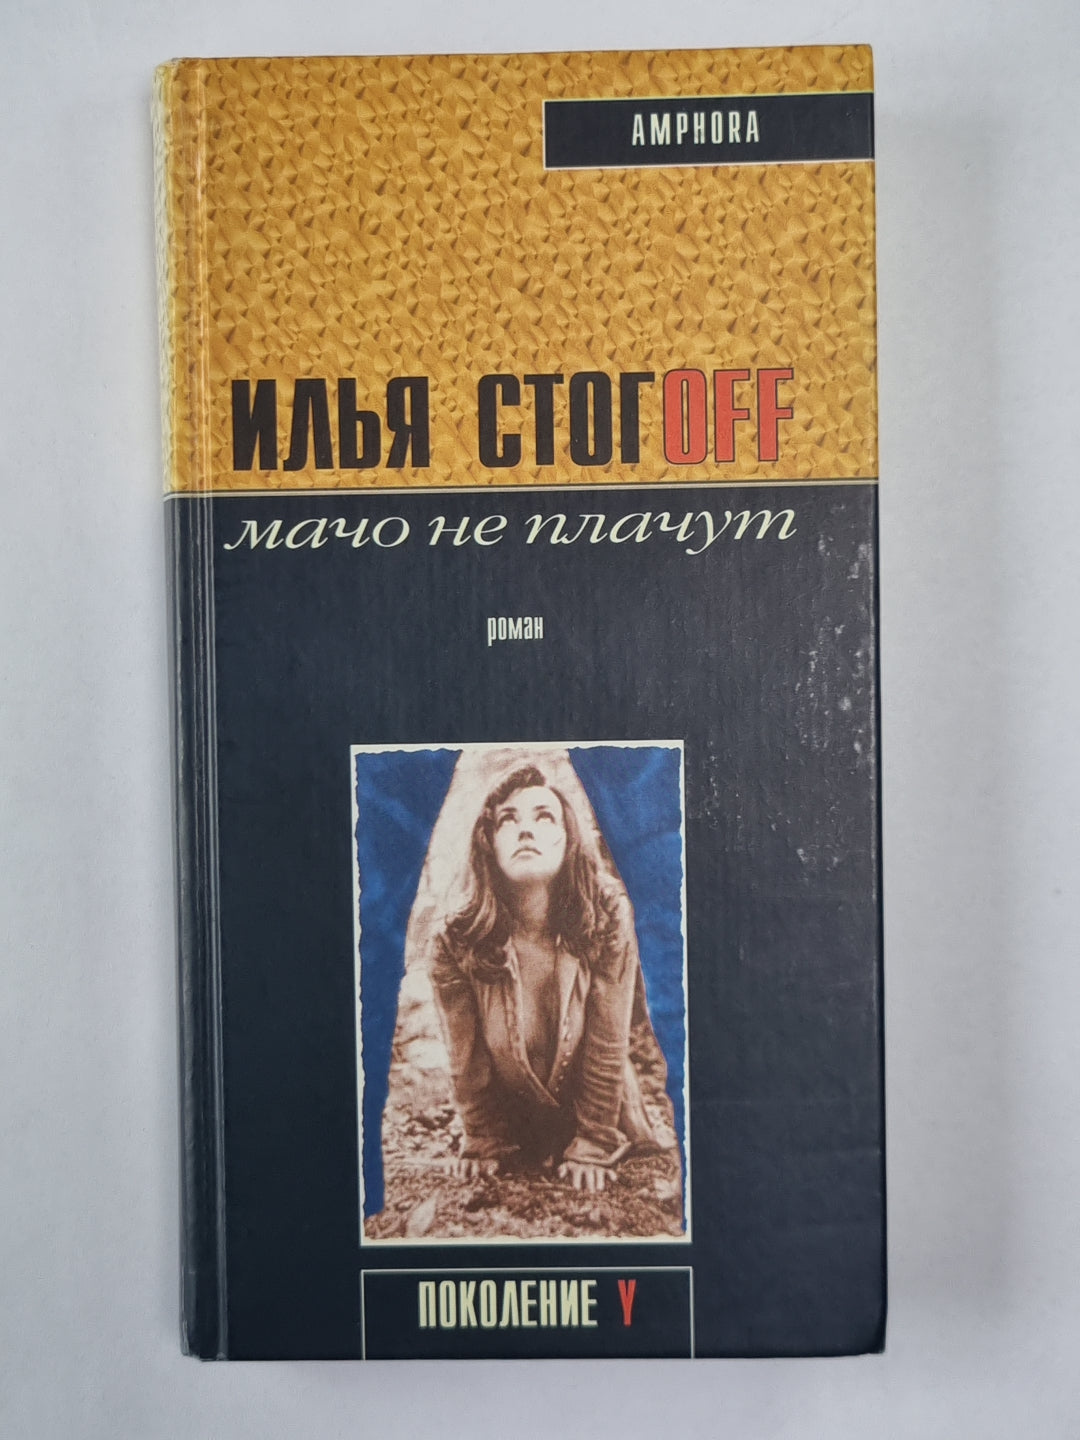 AMPHORA
ИЛЬЯ СТОГOFF
мачо не плачут
роман
ПОКОЛЕНИЕ Y